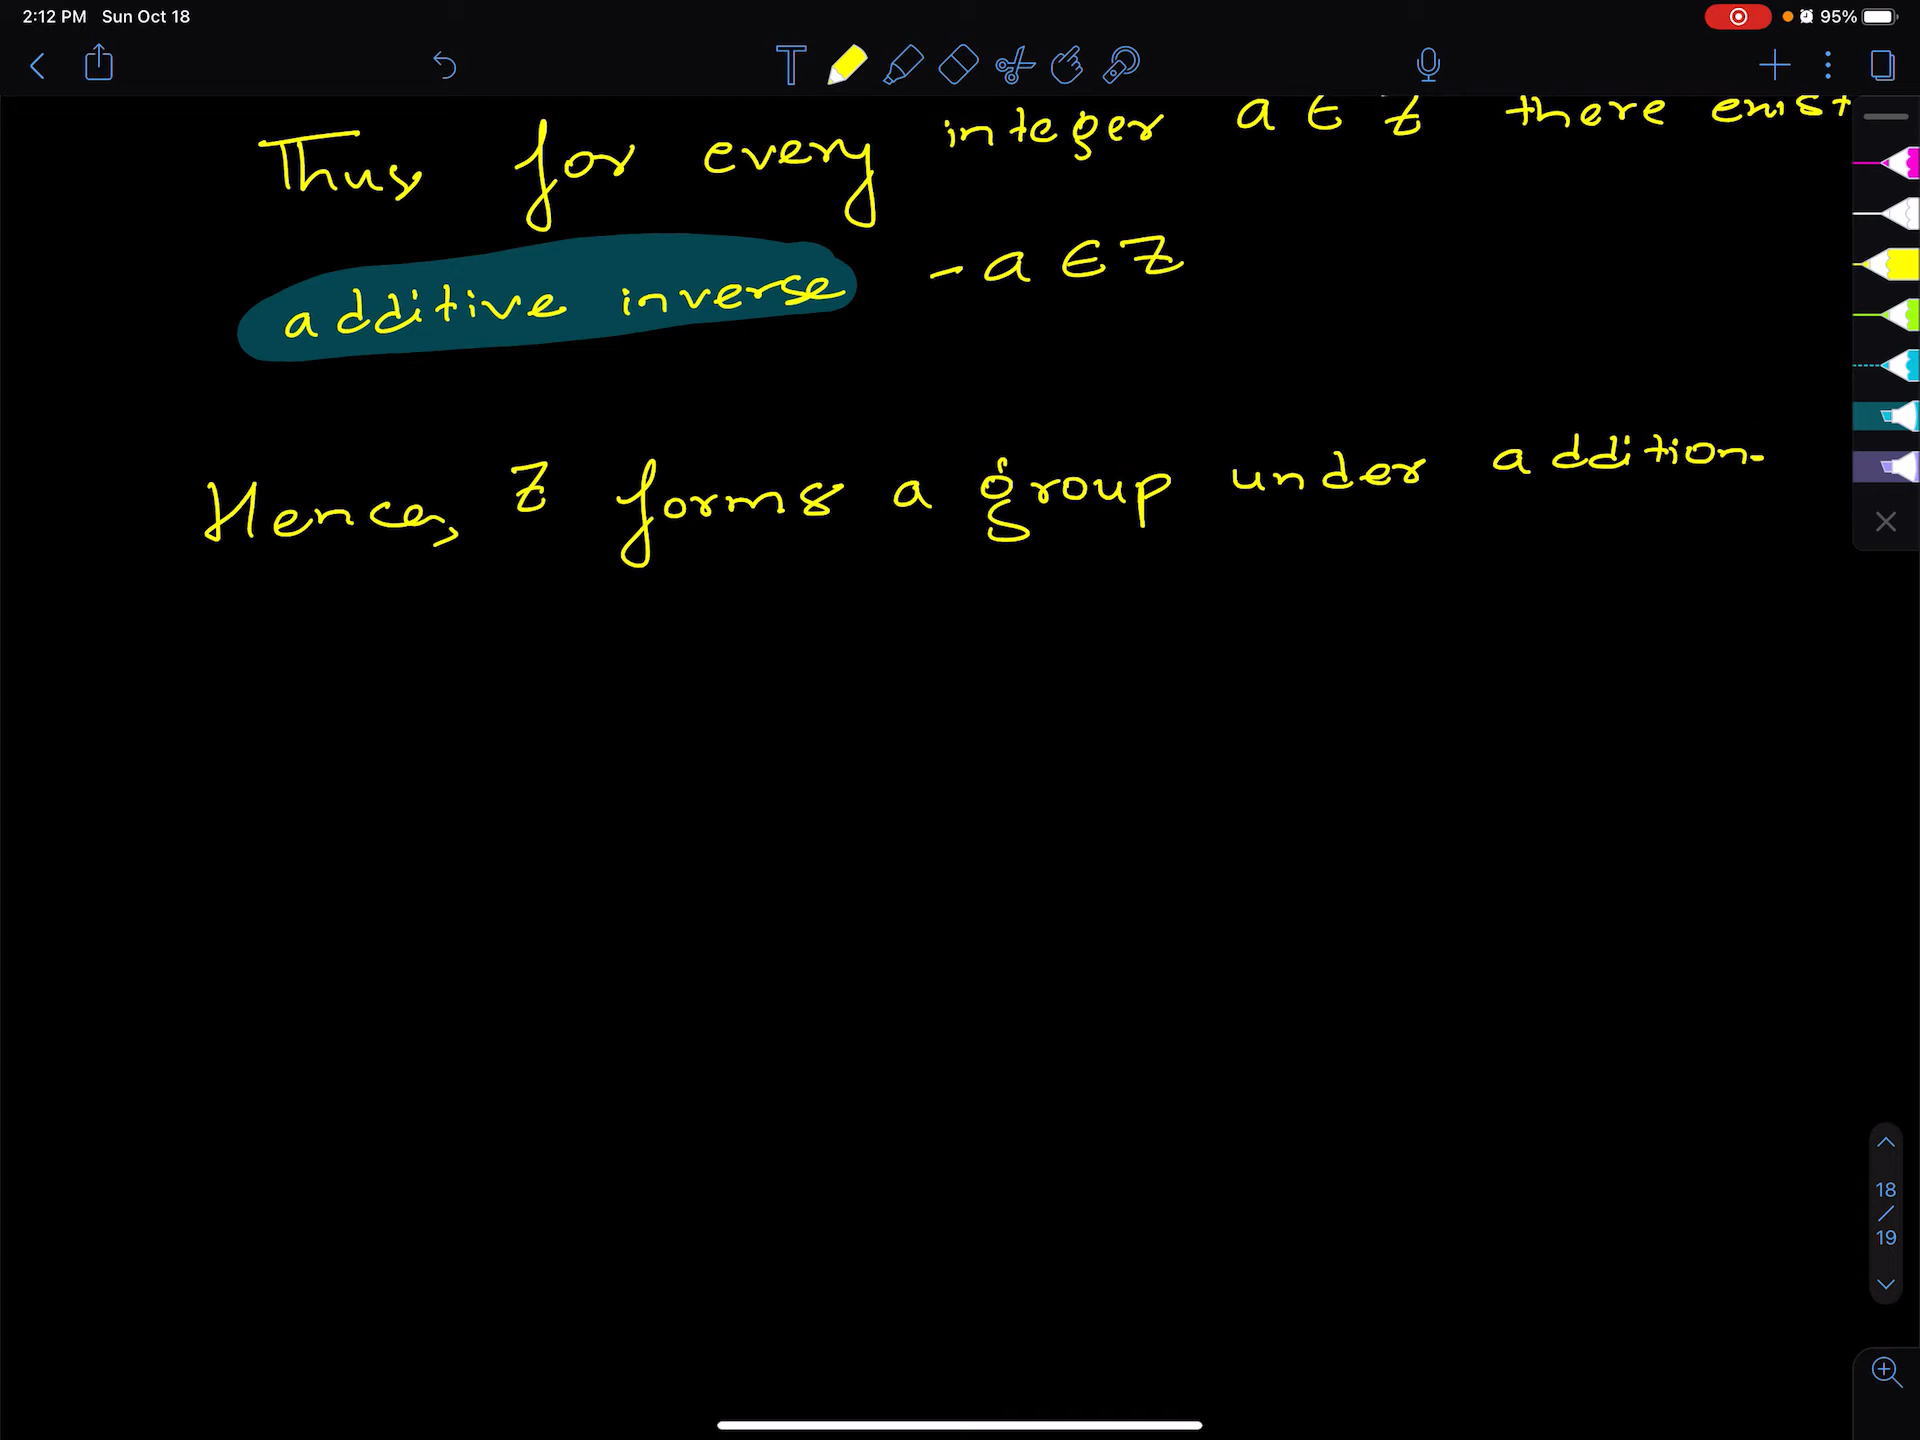 2:12 PM Sun Oct 18
95%
Thus for every integer a ∈ Z there exist
additive inverse - a ∈ Z
Hence, Z forms a group under addition.
18
/
19